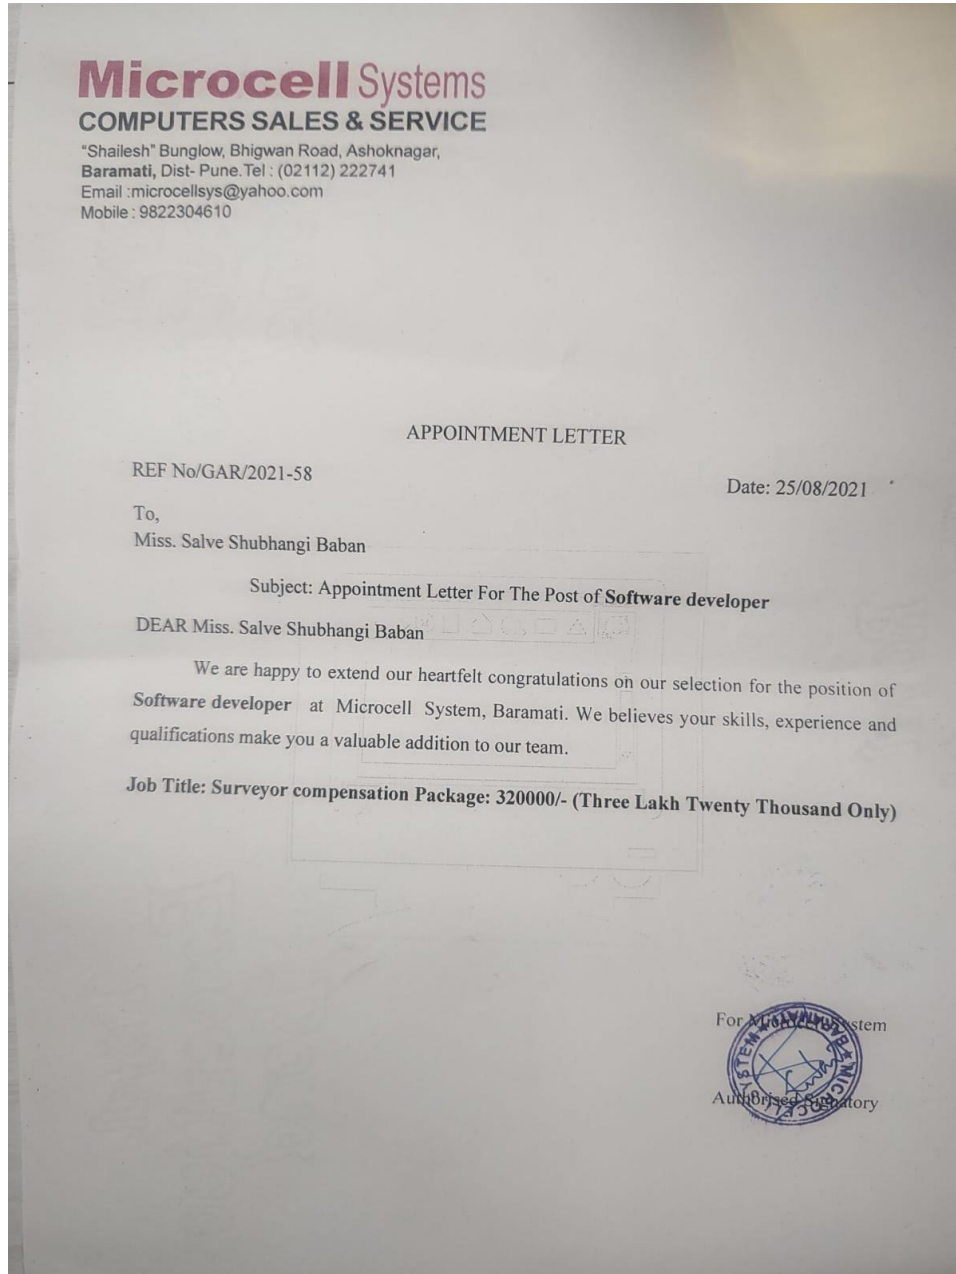 Microcell Systems
COMPUTERS SALES & SERVICE
"Shailesh" Bunglow, Bhigwan Road, Ashoknagar,
Baramati, Dist- Pune.Tel : (02112) 222741
Email :microcellsys@yahoo.com
Mobile : 9822304610
APPOINTMENT LETTER
REF No/GAR/2021-58
Date: 25/08/2021
To,
Miss. Salve Shubhangi Baban
Subject: Appointment Letter For The Post of Software developer
DEAR Miss. Salve Shubhangi Baban
We are happy to extend our heartfelt congratulations on our selection for the position of
Software developer at Microcell System, Baramati. We believes your skills, experience and
qualifications make you a valuable addition to our team.
Job Title: Surveyor compensation Package: 320000/- (Three Lakh Twenty Thousand Only)
For Microcell System
Authorised Signatory
★ MICROCELL SYSTEM ★ BARAMATI